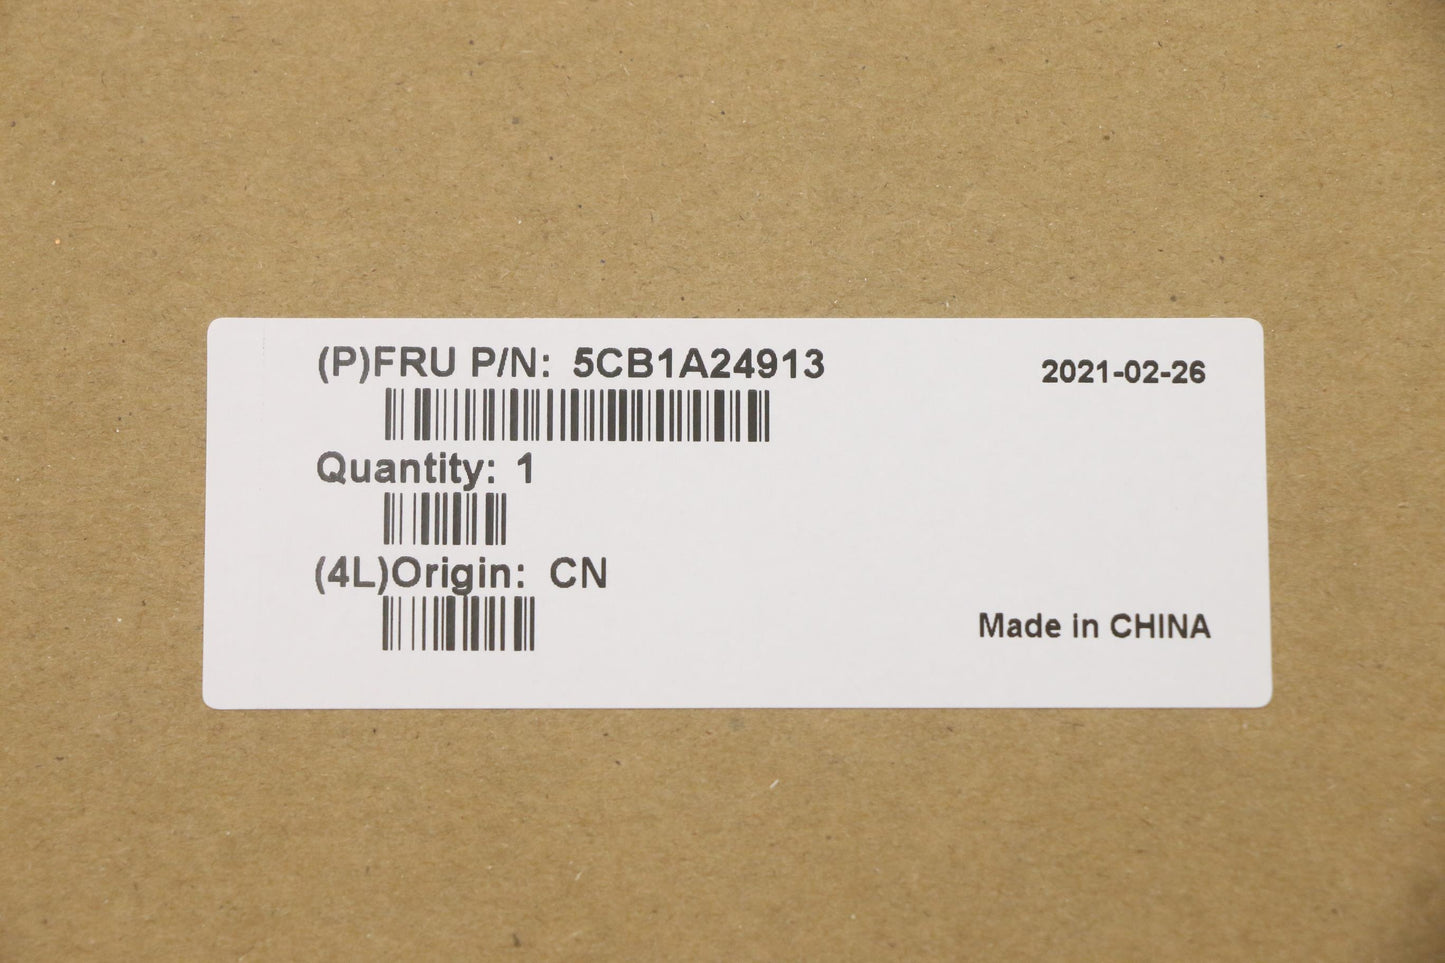 (P)FRU P/N: 5CB1A24913
2021-02-26
Quantity: 1
(4L)Origin: CN
Made in CHINA